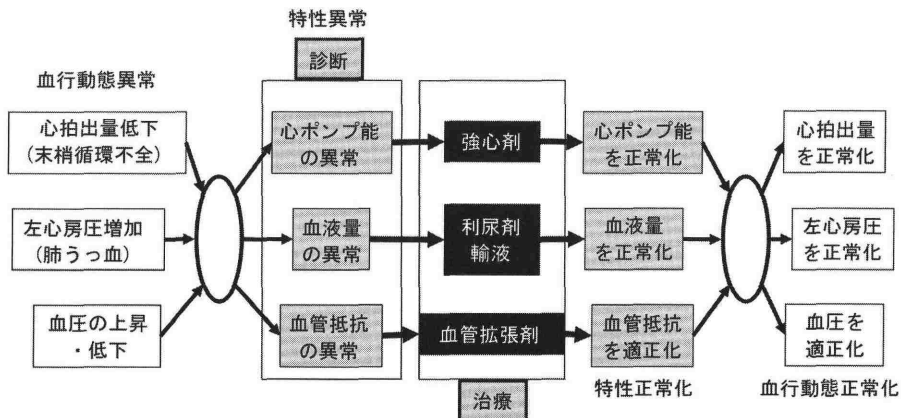 特性異常
診断
血行動態異常
心拍出量低下
(末梢循環不全)
左心房圧増加
(肺うっ血)
血圧の上昇
・低下
心ポンプ能
の異常
血液量
の異常
血管抵抗
の異常
強心剤
利尿剤
輸液
血管拡張剤
治療
心ポンプ能
を正常化
血液量
を正常化
血管抵抗
を適正化
特性正常化
心拍出量
を正常化
左心房圧
を正常化
血圧を
適正化
血行動態正常化